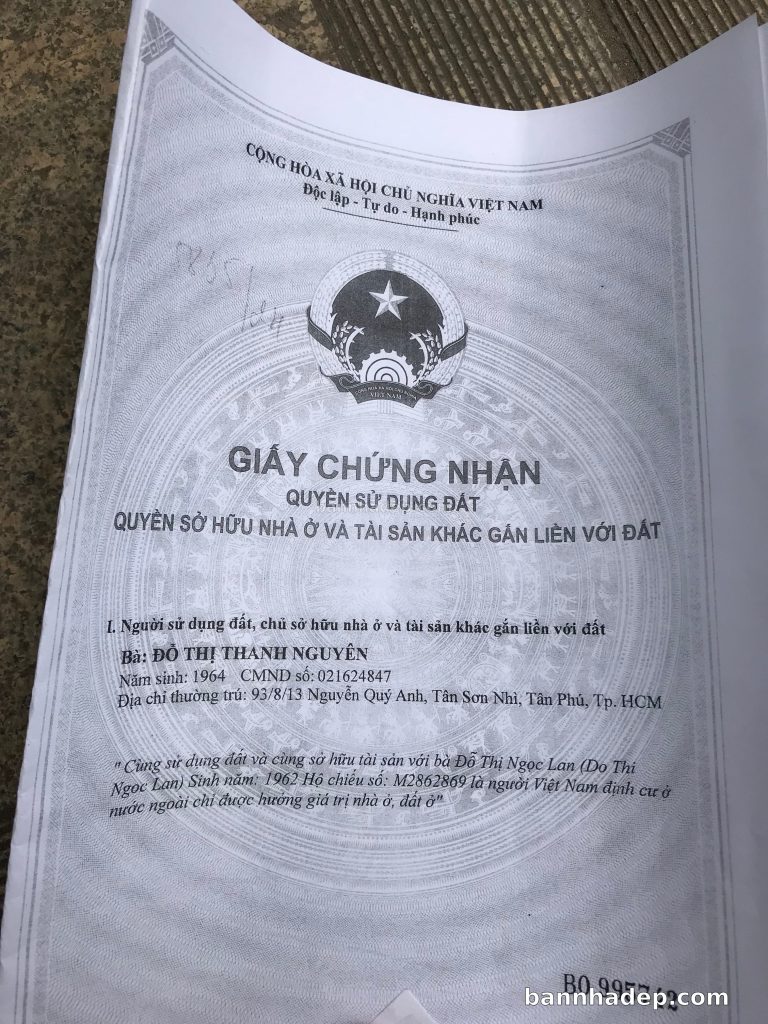 CỘNG HÒA XÃ HỘI CHỦ NGHĨA VIỆT NAM
Độc lập - Tự do - Hạnh phúc
VIỆT NAM
GIẤY CHỨNG NHẬN
QUYỀN SỬ DỤNG ĐẤT
QUYỀN SỞ HỮU NHÀ Ở VÀ TÀI SẢN KHÁC GẮN LIỀN VỚI ĐẤT
I. Người sử dụng đất, chủ sở hữu nhà ở và tài sản khác gắn liền với đất
Bà: ĐỖ THỊ THANH NGUYÊN
Năm sinh: 1964 CMND số: 021624847
Địa chỉ thường trú: 93/8/13 Nguyễn Quý Anh, Tân Sơn Nhì, Tân Phú, Tp. HCM
" Cùng sử dụng đất và cùng sở hữu tài sản với bà Đỗ Thị Ngọc Lan (Do Thi
Ngoc Lan) Sinh năm: 1962 Hộ chiếu số: M2862869 là người Việt Nam định cư ở
nước ngoài chỉ được hưởng giá trị nhà ở, đất ở"
BO
bannhadep.com